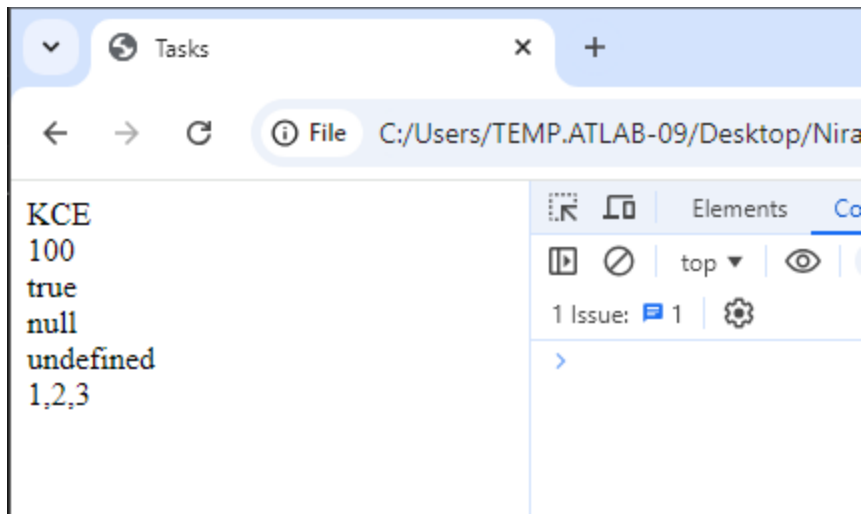 Tasks
File C:/Users/TEMP.ATLAB-09/Desktop/Nira
Elements Co
top
1 Issue: 1
KCE
100
true
null
undefined
1,2,3